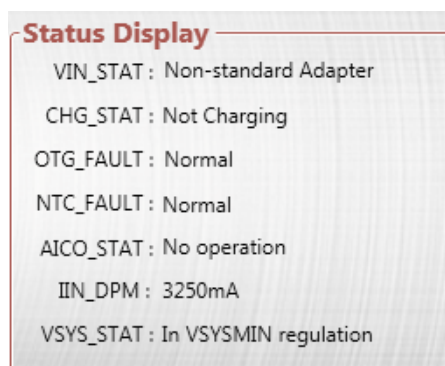 Status Display
VIN_STAT : Non-standard Adapter
CHG_STAT : Not Charging
OTG_FAULT : Normal
NTC_FAULT : Normal
AICO_STAT : No operation
IIN_DPM : 3250mA
VSYS_STAT : In VSYSMIN regulation